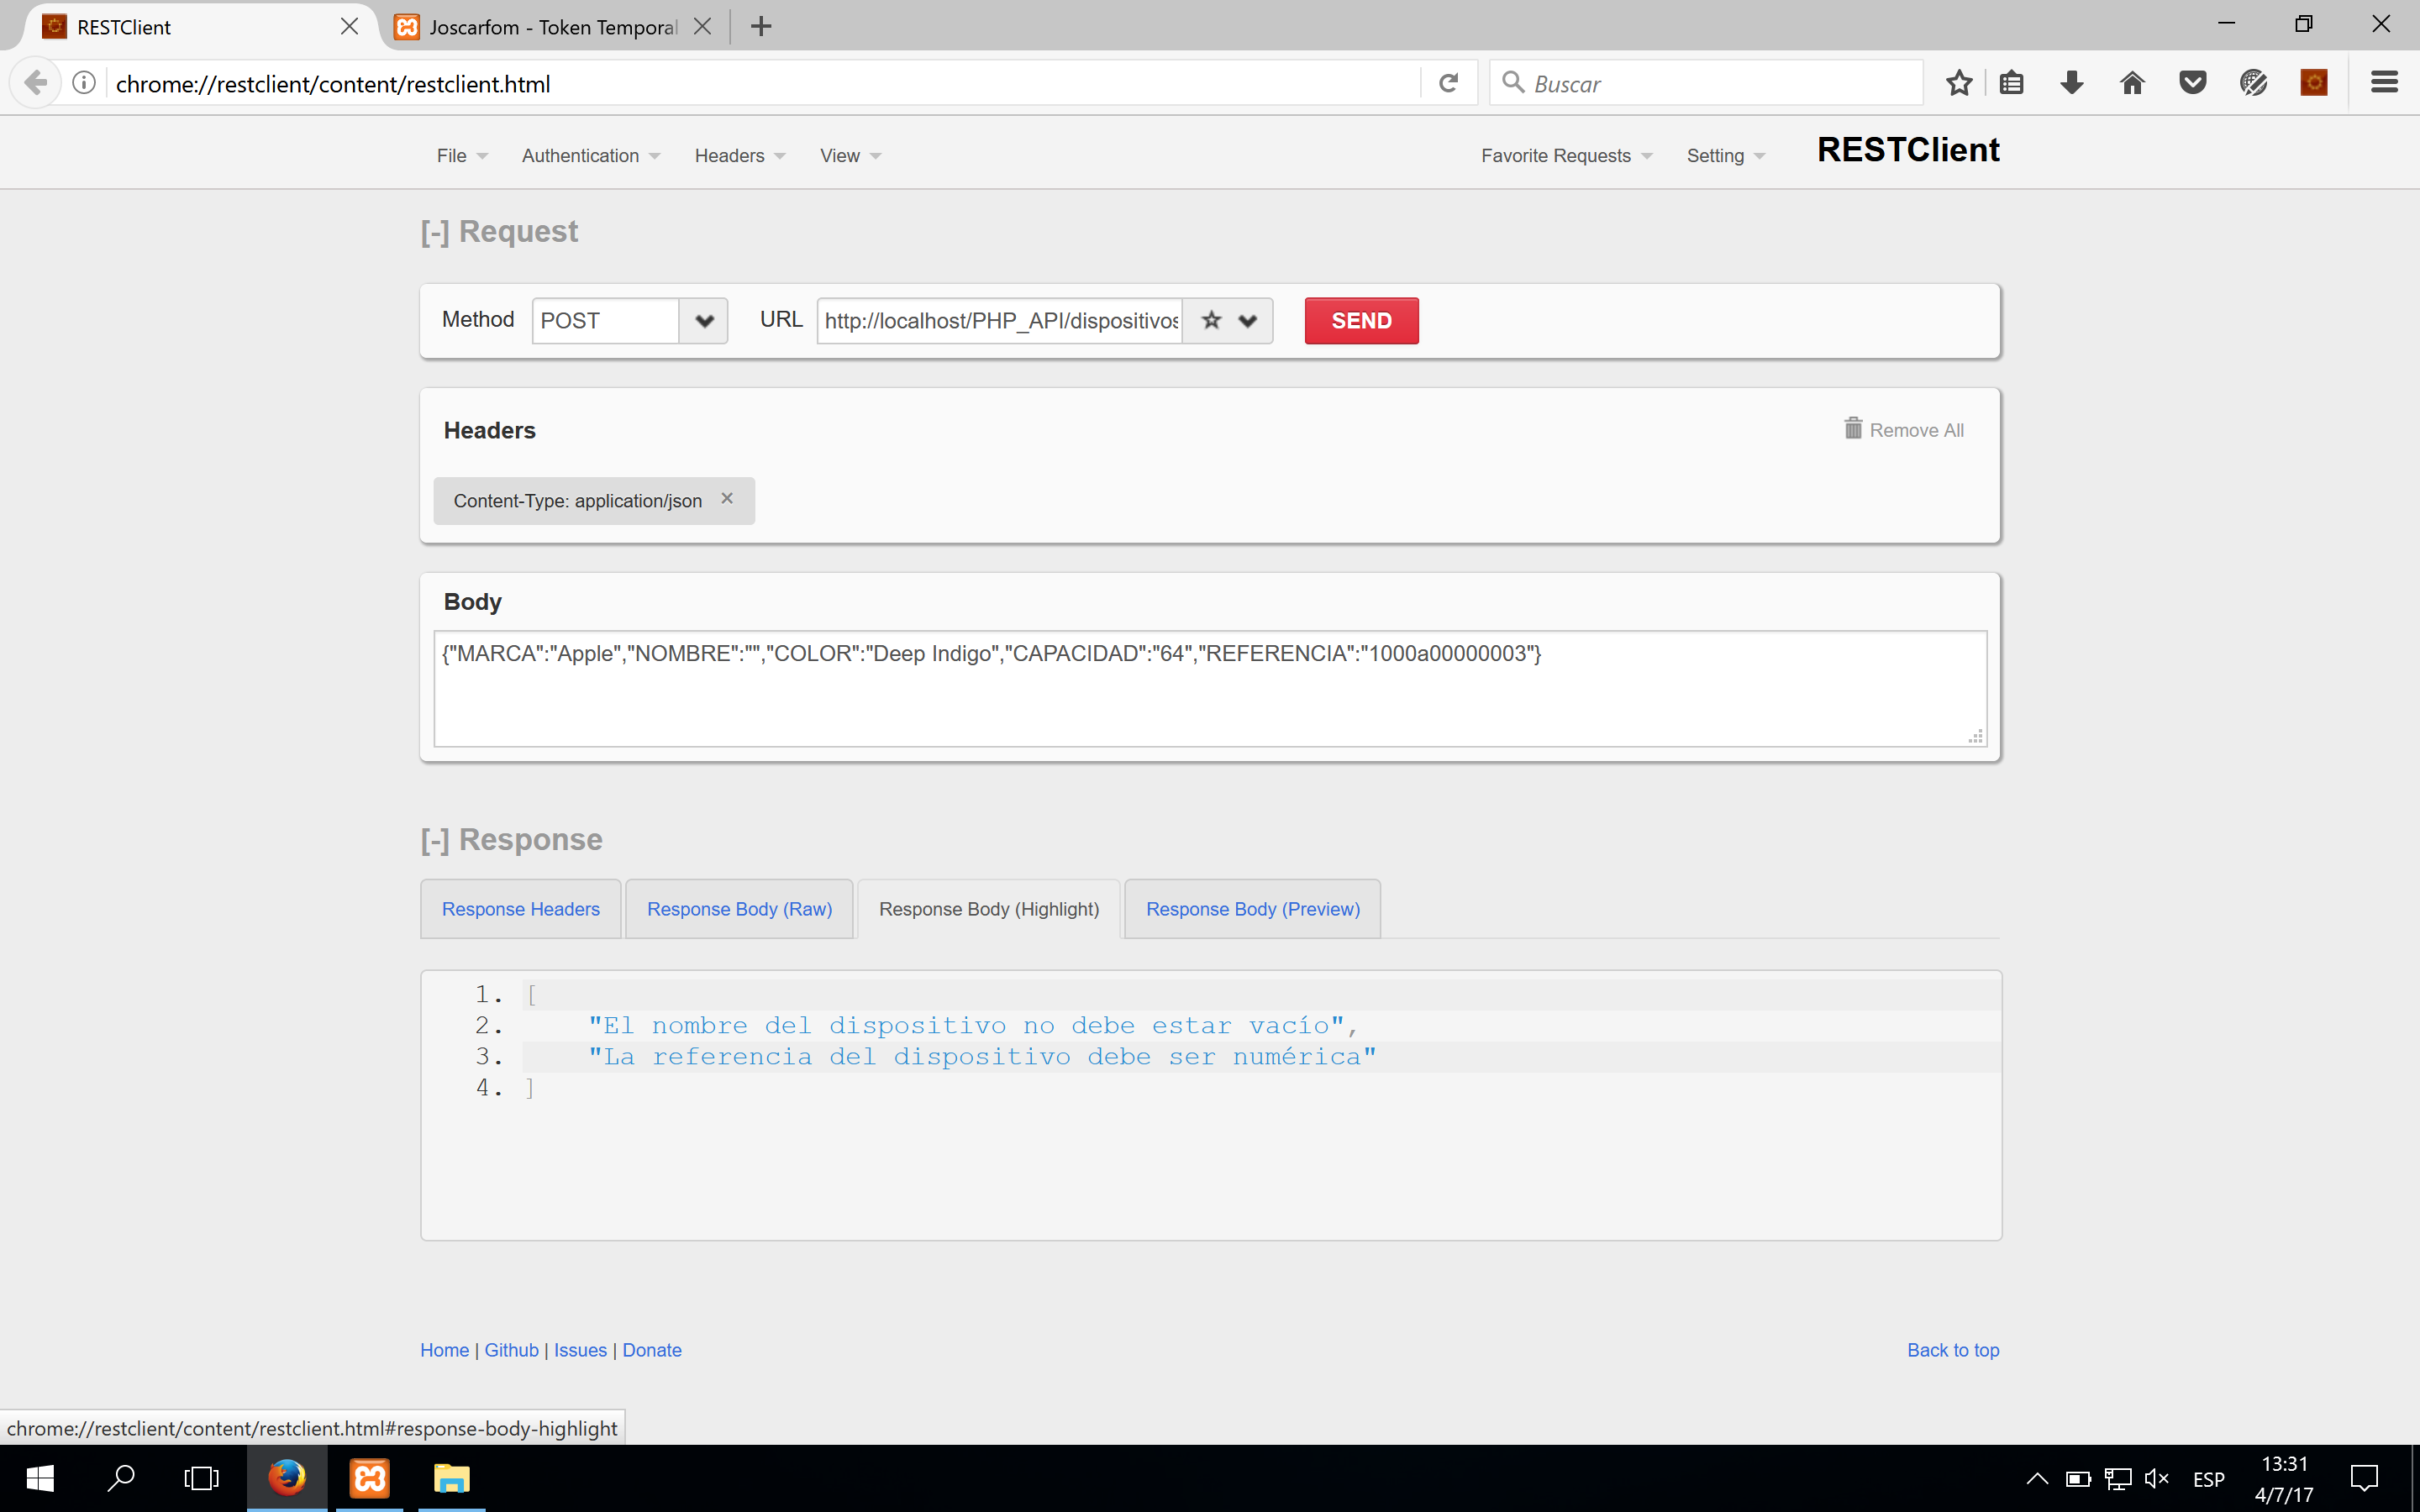 RESTClient
Joscarfom - Token Temporal
chrome://restclient/content/restclient.html
Buscar
File
Authentication
Headers
View
Favorite Requests
Setting
RESTClient
[-] Request
Method
POST
URL
http://localhost/PHP_API/dispositivos
SEND
Headers
Remove All
Content-Type: application/json
Body
{"MARCA":"Apple","NOMBRE":"","COLOR":"Deep Indigo","CAPACIDAD":"64","REFERENCIA":"1000a00000003"}
[-] Response
Response Headers
Response Body (Raw)
Response Body (Highlight)
Response Body (Preview)
1. [
2. "El nombre del dispositivo no debe estar vacío",
3. "La referencia del dispositivo debe ser numérica"
4. ]
Home | Github | Issues | Donate
Back to top
chrome://restclient/content/restclient.html#response-body-highlight
ESP
13:31
4/7/17